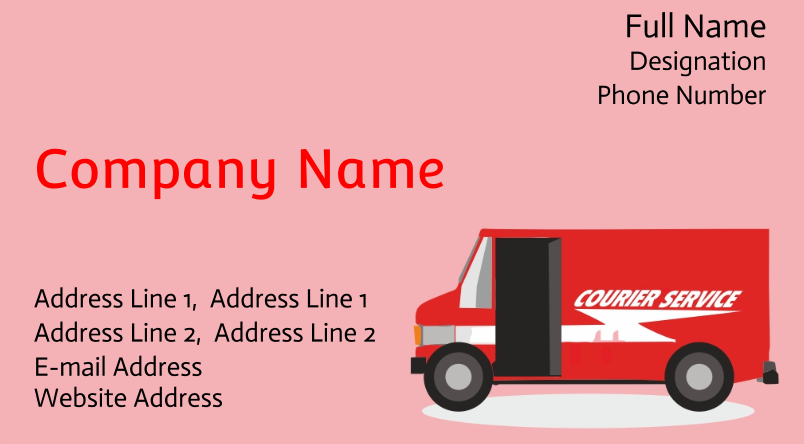 Full Name
Designation
Phone Number
Company Name
Address Line 1,  Address Line 1
Address Line 2,  Address Line 2
E-mail Address
Website Address
COURIER SERVICE